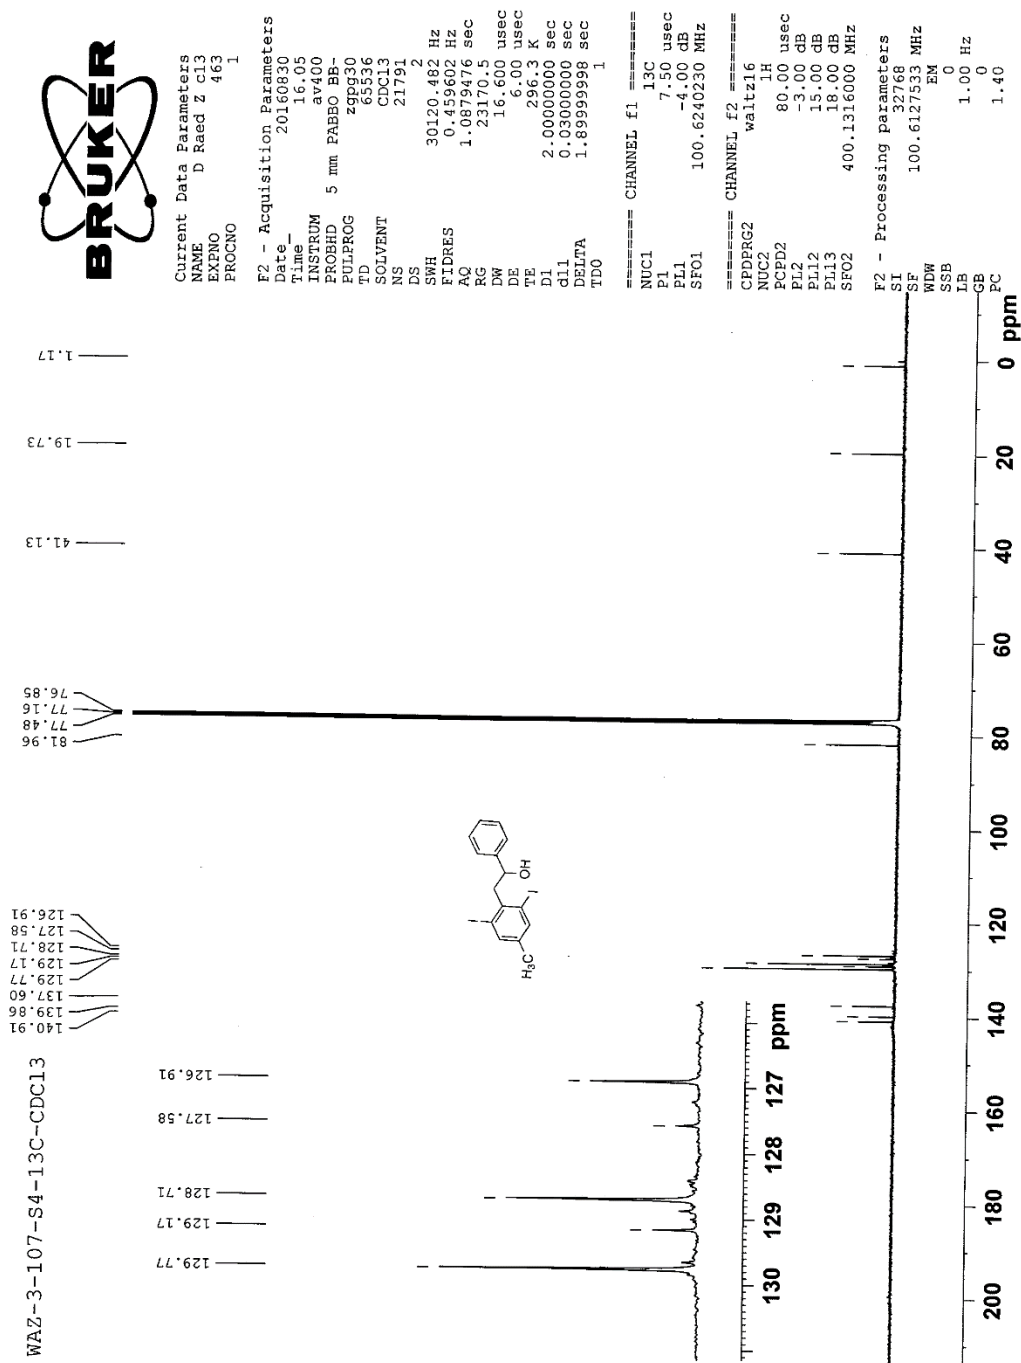 WAZ-3-107-S4-13C-CDCl3
140.91
139.86
137.60
129.77
129.17
128.71
127.58
126.91
81.96
77.48
77.16
76.85
41.13
19.73
1.17
BRUKER
Current Data Parameters
NAME D Raed Z c13
EXPNO 463
PROCNO 1
F2 - Acquisition Parameters
Date_ 20160830
Time 16.05
INSTRUM av400
PROBHD 5 mm PABBO BB-
PULPROG zgpg30
TD 65536
SOLVENT CDCl3
NS 21791
DS 2
SWH 30120.482 Hz
FIDRES 0.459602 Hz
AQ 1.0879476 sec
RG 23170.5
DW 16.600 usec
DE 6.00 usec
TE 296.3 K
D1 2.00000000 sec
d11 0.03000000 sec
DELTA 1.89999998 sec
TD0 1
======== CHANNEL f1 ========
NUC1 13C
P1 7.50 usec
PL1 -4.00 dB
SFO1 100.6240230 MHz
======== CHANNEL f2 ========
CPDPRG2 waltz16
NUC2 1H
PCPD2 80.00 usec
PL2 -3.00 dB
PL12 15.00 dB
PL13 18.00 dB
SFO2 400.1316000 MHz
F2 - Processing parameters
SI 32768
SF 100.6127533 MHz
WDW EM
SSB 0
LB 1.00 Hz
GB 0
PC 1.40
129.77
129.17
128.71
127.58
126.91
130 129 128 127 ppm
H₃C
I
I
OH
200 180 160 140 120 100 80 60 40 20 0 ppm